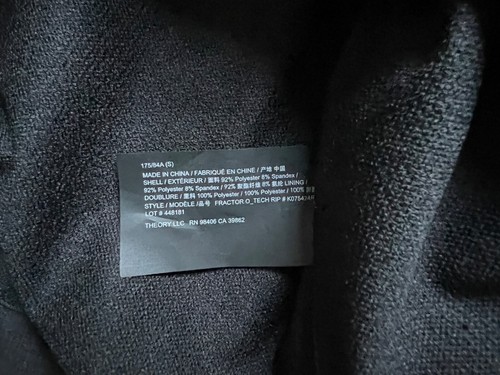 175/84A (S)
MADE IN CHINA / FABRIQUÉ EN CHINE / 产地 中国
SHELL / EXTÉRIEUR / 面料 92% Polyester 8% Spandex /
92% Polyester 8% Spandex / 92% 聚酯纤维 8% 氨纶 LINING /
DOUBLURE / 里料 100% Polyester / 100% Polyester / 100%
STYLE / MODÈLE /品号 FRACTOR O_TECH RIP #
LOT # 448181
THEORY LLC RN 98406 CA 39862